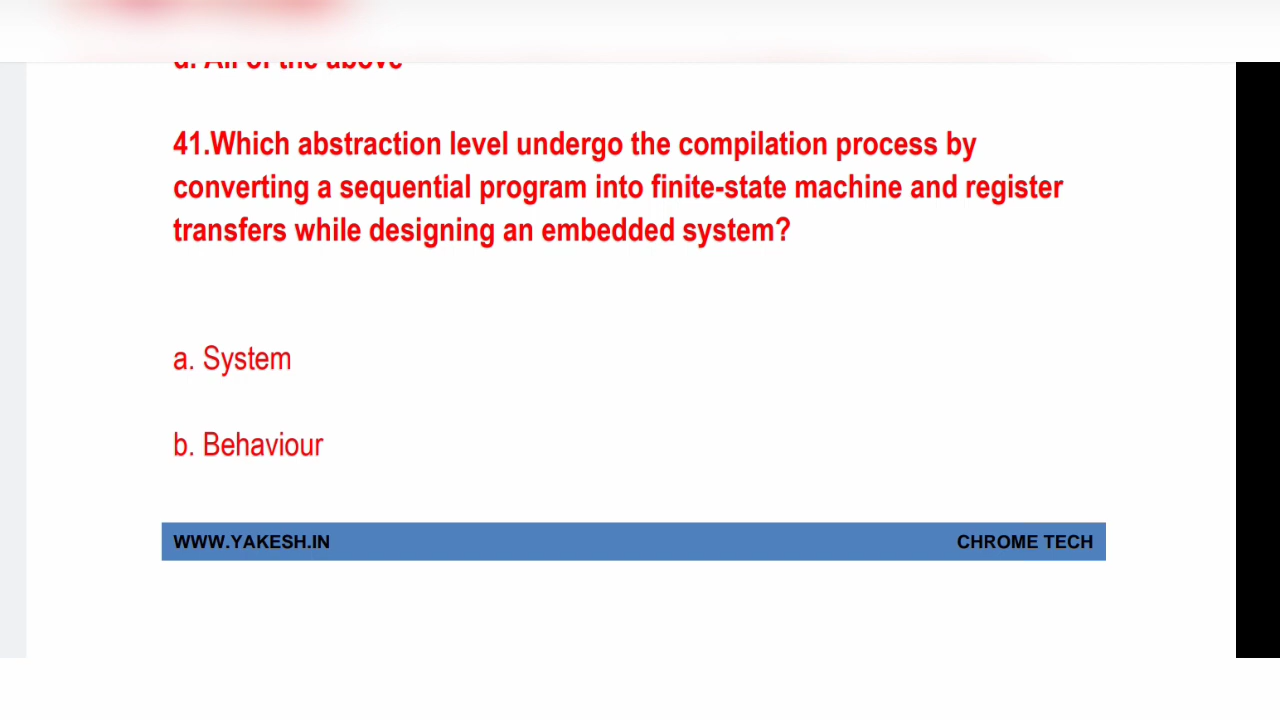 d. All of the above
41.Which abstraction level undergo the compilation process by
converting a sequential program into finite-state machine and register
transfers while designing an embedded system?
a. System
b. Behaviour
WWW.YAKESH.IN CHROME TECH